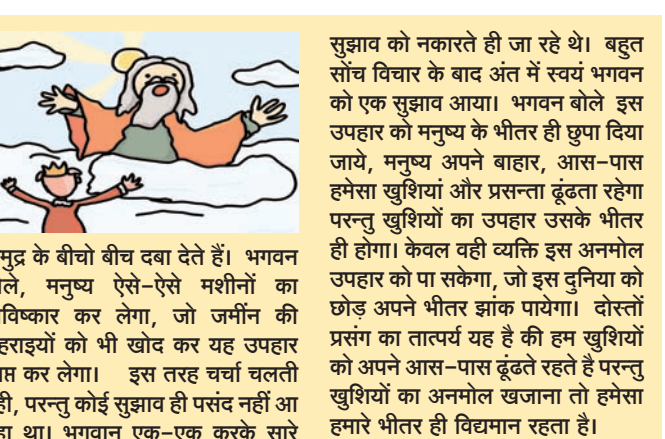 मुद्र के बीचो बीच दबा देते हैं। भगवन
ले, मनुष्य ऐसे-ऐसे मशीनों का
विष्कार कर लेगा, जो जमींन की
हराइयों को भी खोद कर यह उपहार
प्त कर लेगा। इस तरह चर्चा चलती
ही, परन्तु कोई सुझाव ही पसंद नहीं आ
हा था। भगवान एक-एक करके सारे
सुझाव को नकारते ही जा रहे थे। बहुत
सोंच विचार के बाद अंत में स्वयं भगवन
को एक सुझाव आया। भगवन बोले इस
उपहार को मनुष्य के भीतर ही छुपा दिया
जाये, मनुष्य अपने बाहार, आस-पास
हमेसा खुशियां और प्रसन्ता ढूंढता रहेगा
परन्तु खुशियों का उपहार उसके भीतर
ही होगा। केवल वही व्यक्ति इस अनमोल
उपहार को पा सकेगा, जो इस दुनिया को
छोड़ अपने भीतर झांक पायेगा। दोस्तों
प्रसंग का तात्पर्य यह है की हम खुशियों
को अपने आस-पास ढूंढते रहते है परन्तु
खुशियों का अनमोल खजाना तो हमेसा
हमारे भीतर ही विद्यमान रहता है।